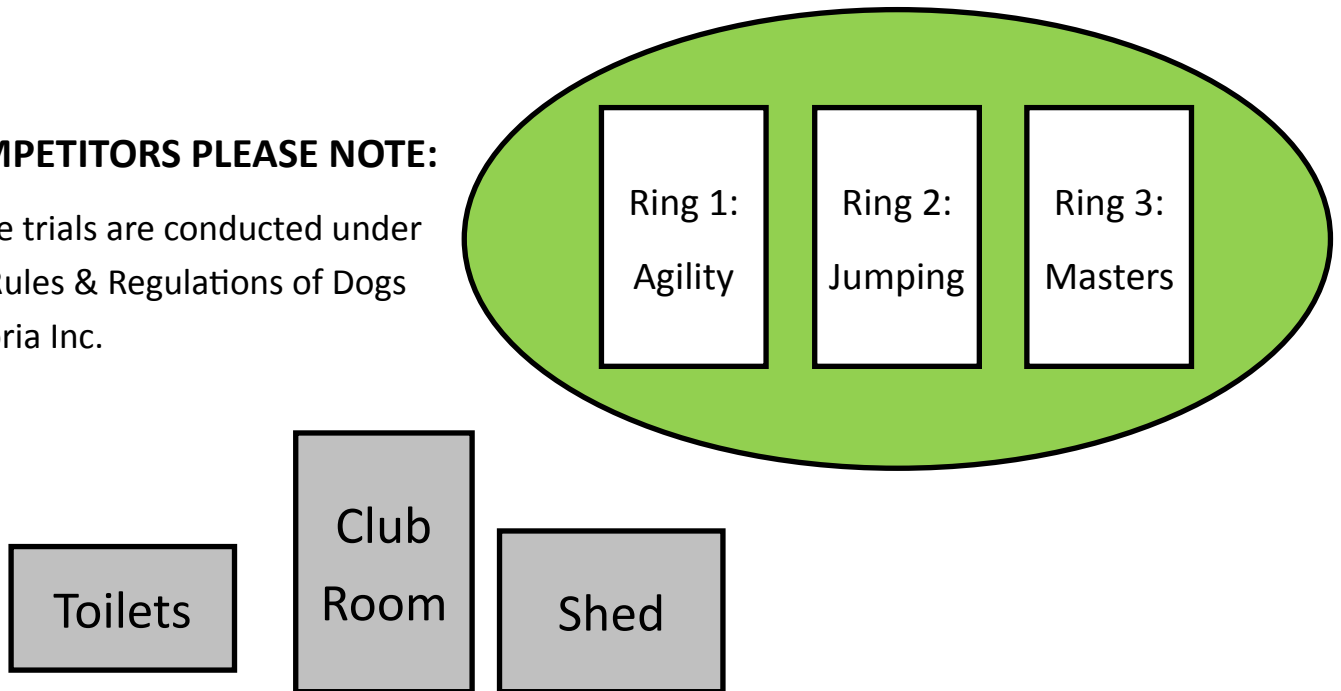 MPETITORS PLEASE NOTE:
e trials are conducted under
Rules & Regulations of Dogs
ria Inc.
Ring 1:
Agility
Ring 2:
Jumping
Ring 3:
Masters
Club
Room
Toilets
Shed